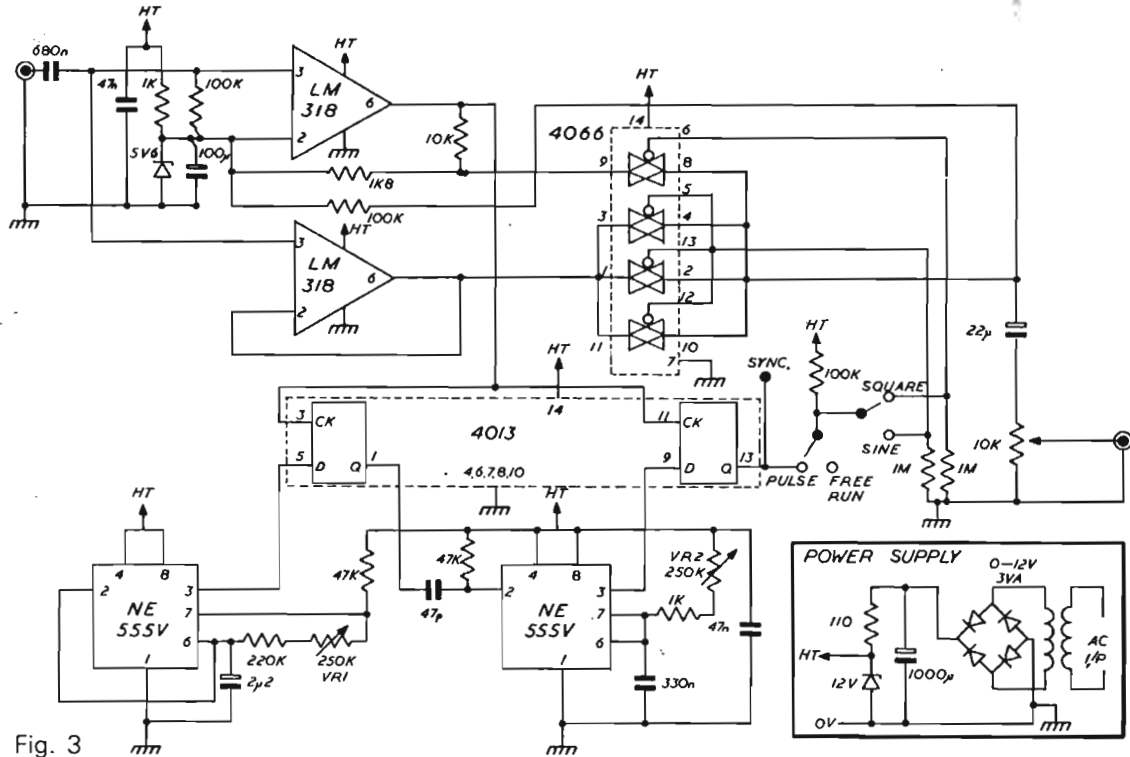 HT
680n
47n
1K
100K
5V6
100µ
3
2
LM
318
6
HT
10K
1K8
100K
3
2
LM
318
6
HT
HT
14
4066
6
9
8
5
3
4
13
1
2
12
11
10
7
22µ
10K
SYNC.
HT
100K
SQUARE
SINE
PULSE
FREE
RUN
1M
1M
HT
14
4013
3
CK
5
D
Q
1
4,6,7,8,10
11
CK
9
D
Q
13
HT
4
8
2
NE
555V
3
7
6
1
47K
220K
250K
VR1
2µ2
47p
47K
HT
4
8
2
NE
555V
3
7
6
1
VR2
250K
1K
47n
330n
POWER SUPPLY
0-12V
3VA
110
HT
12V
1000µ
0V
AC
I/P
Fig. 3